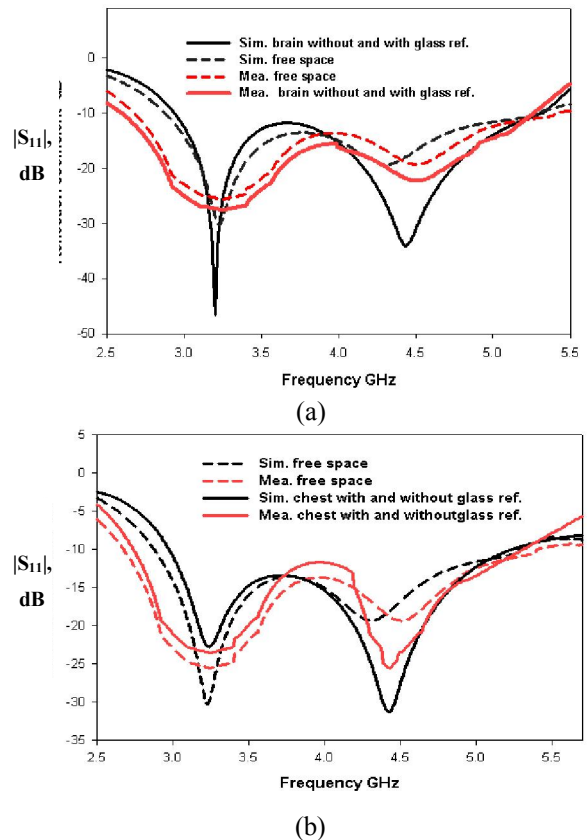 0
-10
-20
-30
-40
-50
|S₁₁|,
dB
Sim. brain without and with glass ref.
Sim. free space
Mea. free space
Mea. brain without and with glass ref.
2.5 3.0 3.5 4.0 4.5 5.0 5.5
Frequency GHz
(a)
5
0
-5
-10
-15
-20
-25
-30
-35
|S₁₁|,
dB
Sim. free space
Mea. free space
Sim. chest with and without glass ref.
Mea. chest with and withoutglass ref.
2.5 3.0 3.5 4.0 4.5 5.0 5.5
Frequency GHz
(b)